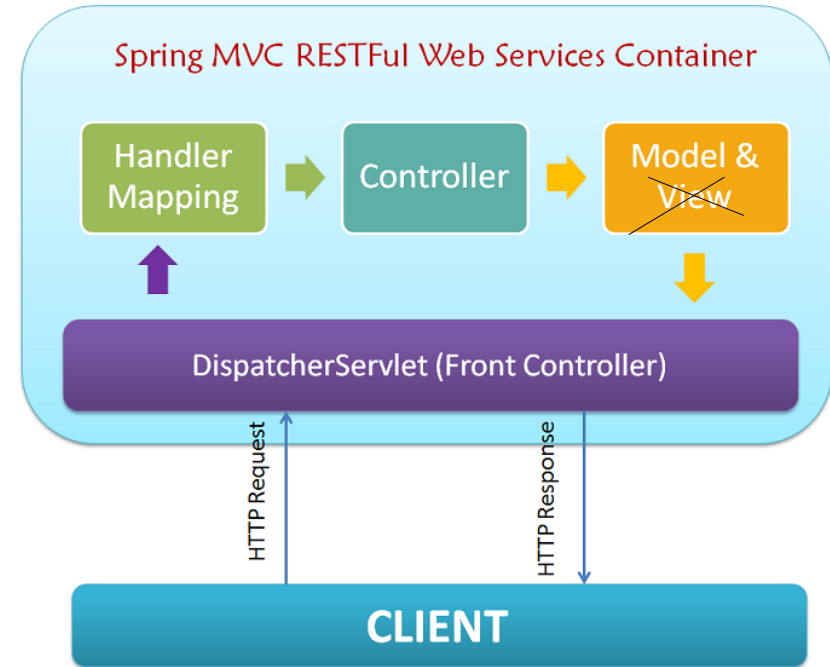 Spring MVC RESTFul Web Services Container
Handler
Mapping
Controller
Model &
View
DispatcherServlet (Front Controller)
HTTP Request
HTTP Response
CLIENT